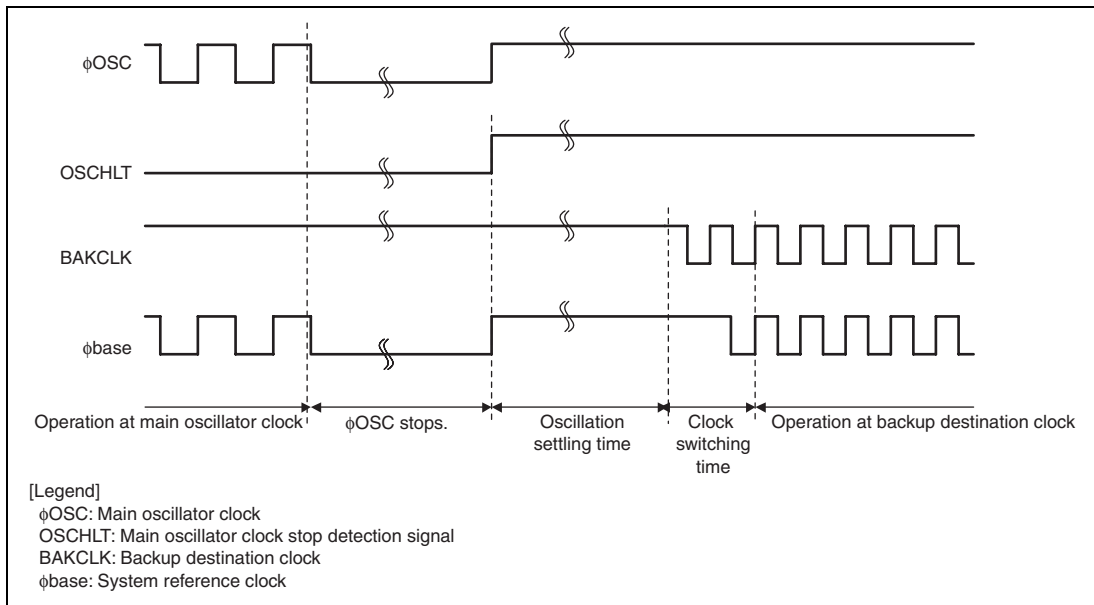 φOSC
OSCHLT
BAKCLK
φbase
Operation at main oscillator clock
φOSC stops.
Oscillation
settling time
Clock
switching
time
Operation at backup destination clock
[Legend]
φOSC: Main oscillator clock
OSCHLT: Main oscillator clock stop detection signal
BAKCLK: Backup destination clock
φbase: System reference clock